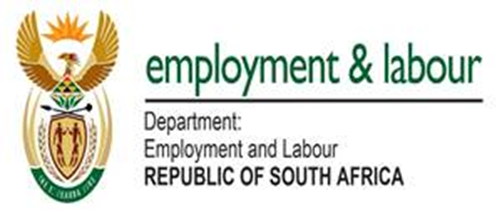 employment & labour
Department:
Employment and Labour
REPUBLIC OF SOUTH AFRICA